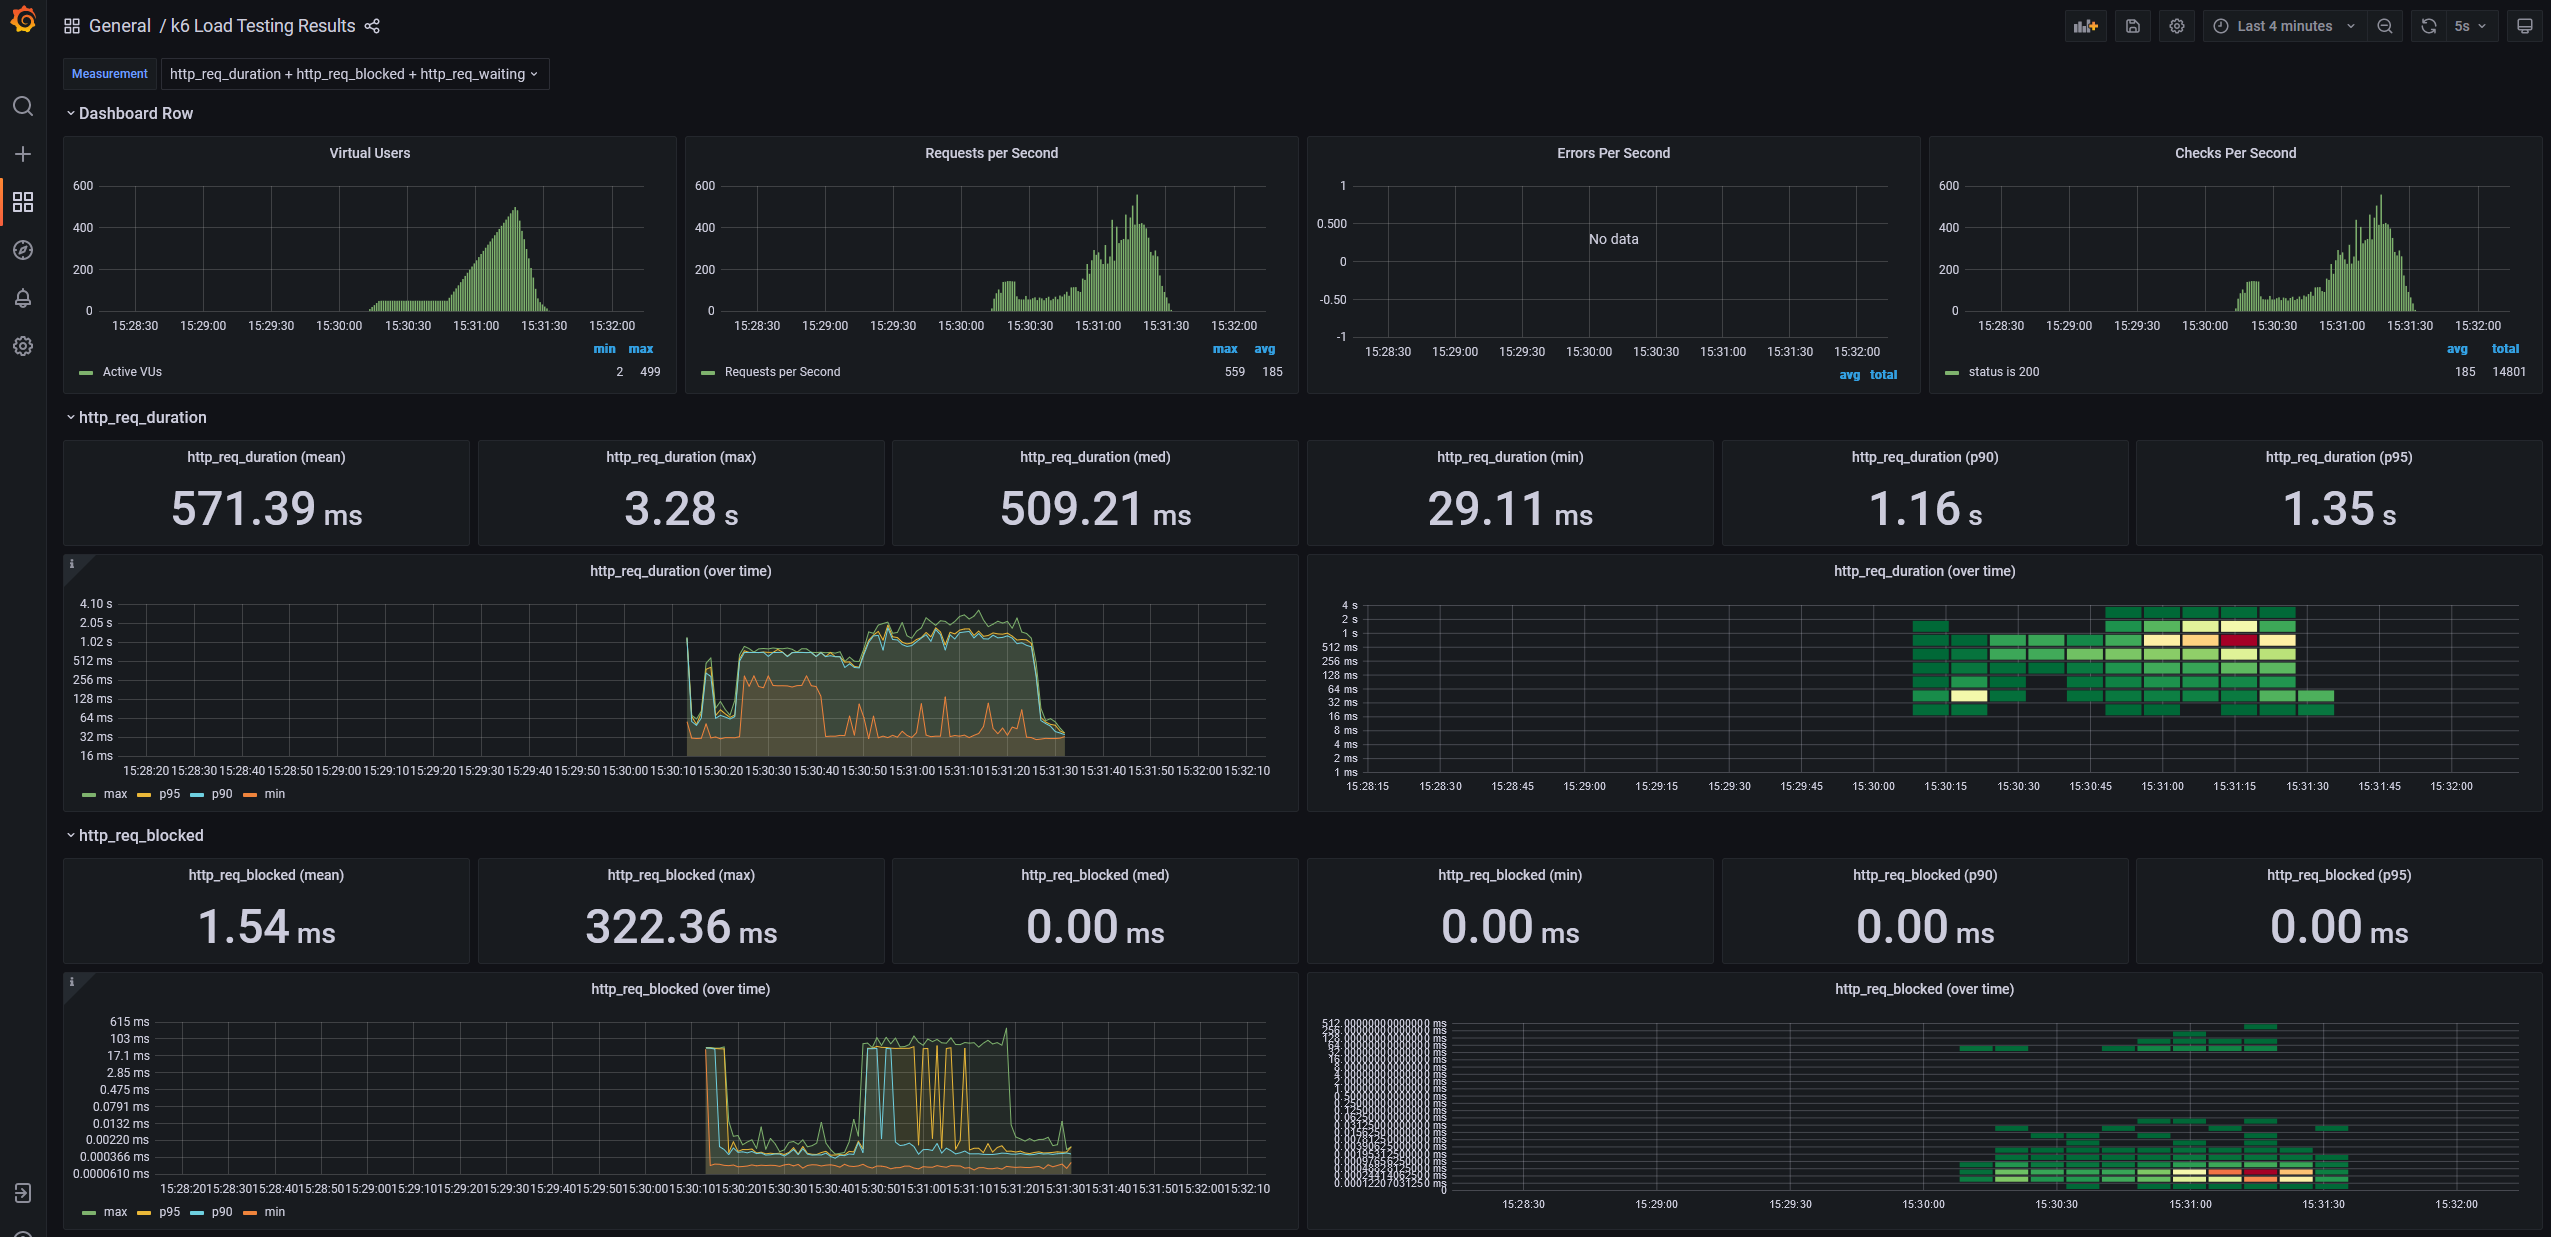 General / k6 Load Testing Results
Last 4 minutes
5s
Measurement
http_req_duration + http_req_blocked + http_req_waiting
Dashboard Row
Virtual Users
600
400
200
0
15:28:30 15:29:00 15:29:30 15:30:00 15:30:30 15:31:00 15:31:30 15:32:00
min max
Active VUs 2 499
Requests per Second
600
400
200
0
15:28:30 15:29:00 15:29:30 15:30:00 15:30:30 15:31:00 15:31:30 15:32:00
max avg
Requests per Second 559 185
Errors Per Second
1
0.500
0
-0.50
-1
No data
15:28:30 15:29:00 15:29:30 15:30:00 15:30:30 15:31:00 15:31:30 15:32:00
avg total
Checks Per Second
600
400
200
0
15:28:30 15:29:00 15:29:30 15:30:00 15:30:30 15:31:00 15:31:30 15:32:00
avg total
status is 200 185 14801
http_req_duration
http_req_duration (mean)
571.39 ms
http_req_duration (max)
3.28 s
http_req_duration (med)
509.21 ms
http_req_duration (min)
29.11 ms
http_req_duration (p90)
1.16 s
http_req_duration (p95)
1.35 s
http_req_duration (over time)
4.10 s
2.05 s
1.02 s
512 ms
256 ms
128 ms
64 ms
32 ms
16 ms
15:28:20 15:28:30 15:28:40 15:28:50 15:29:00 15:29:10 15:29:20 15:29:30 15:29:40 15:29:50 15:30:00 15:30:10 15:30:20 15:30:30 15:30:40 15:30:50 15:31:00 15:31:10 15:31:20 15:31:30 15:31:40 15:31:50 15:32:00 15:32:10
max p95 p90 min
http_req_duration (over time)
4 s
2 s
1 s
512 ms
256 ms
128 ms
64 ms
32 ms
16 ms
8 ms
4 ms
2 ms
1 ms
15:28:15 15:28:30 15:28:45 15:29:00 15:29:15 15:29:30 15:29:45 15:30:00 15:30:15 15:30:30 15:30:45 15:31:00 15:31:15 15:31:30 15:31:45 15:32:00
http_req_blocked
http_req_blocked (mean)
1.54 ms
http_req_blocked (max)
322.36 ms
http_req_blocked (med)
0.00 ms
http_req_blocked (min)
0.00 ms
http_req_blocked (p90)
0.00 ms
http_req_blocked (p95)
0.00 ms
http_req_blocked (over time)
615 ms
103 ms
17.1 ms
2.85 ms
0.475 ms
0.0791 ms
0.0132 ms
0.00220 ms
0.000366 ms
0.0000610 ms
15:28:20 15:28:30 15:28:40 15:28:50 15:29:00 15:29:10 15:29:20 15:29:30 15:29:40 15:29:50 15:30:00 15:30:10 15:30:20 15:30:30 15:30:40 15:30:50 15:31:00 15:31:10 15:31:20 15:31:30 15:31:40 15:31:50 15:32:00 15:32:10
max p95 p90 min
http_req_blocked (over time)
0.00012207031250 ms
0
15:28:30 15:29:00 15:29:30 15:30:00 15:30:30 15:31:00 15:31:30 15:32:00